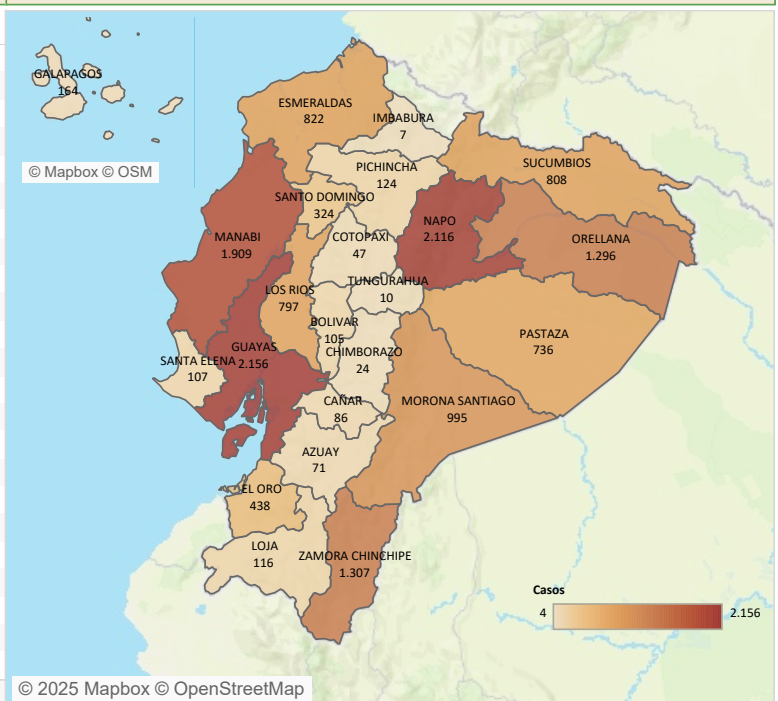 GALAPAGOS
164
© Mapbox © OSM
ESMERALDAS
822
IMBABURA
7
PICHINCHA
124
SUCUMBIOS
808
SANTO DOMINGO
324
NAPO
2.116
MANABI
1.909
COTOPAXI
47
ORELLANA
1.296
TUNGURAHUA
10
LOS RIOS
797
BOLIVAR
105
PASTAZA
736
GUAYAS
2.156
CHIMBORAZO
24
SANTA ELENA
107
CAÑAR
86
MORONA SANTIAGO
995
AZUAY
71
EL ORO
438
LOJA
116
ZAMORA CHINCHIPE
1.307
Casos
4
2.156
© 2025 Mapbox © OpenStreetMap